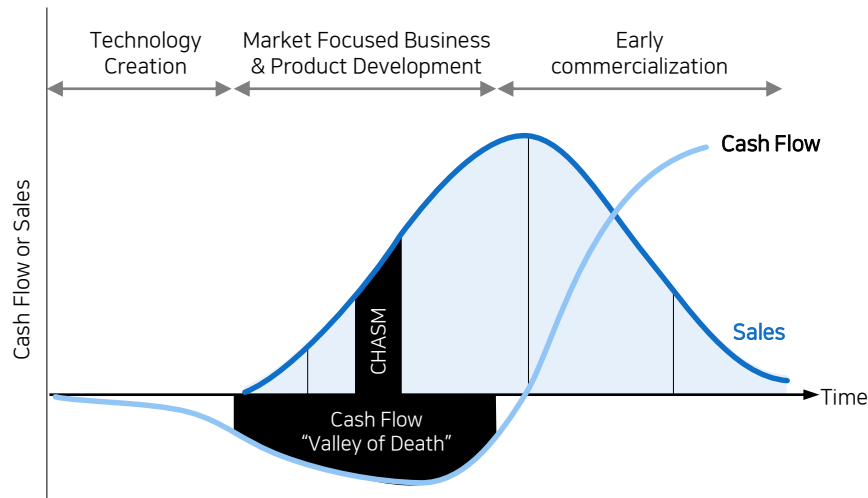 Technology
Creation
Market Focused Business
& Product Development
Early
commercialization
Cash Flow
Cash Flow or Sales
CHASM
Sales
Time
Cash Flow
“Valley of Death”